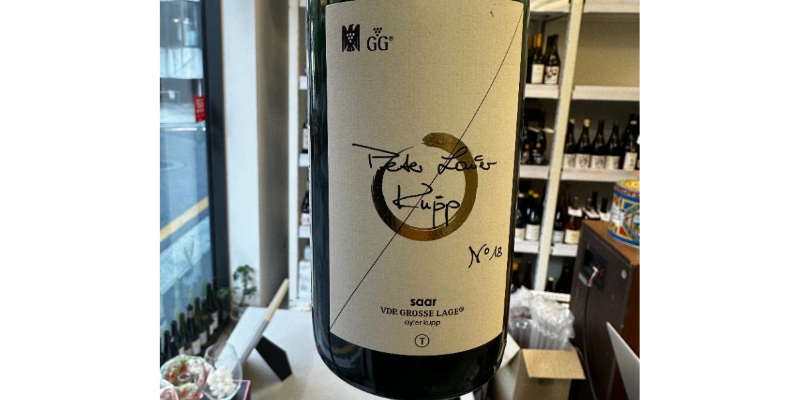 GG®
Peter Lauer
Kupp
Nº 18
saar
VDP. GROSSE LAGE®
ayler kupp
T